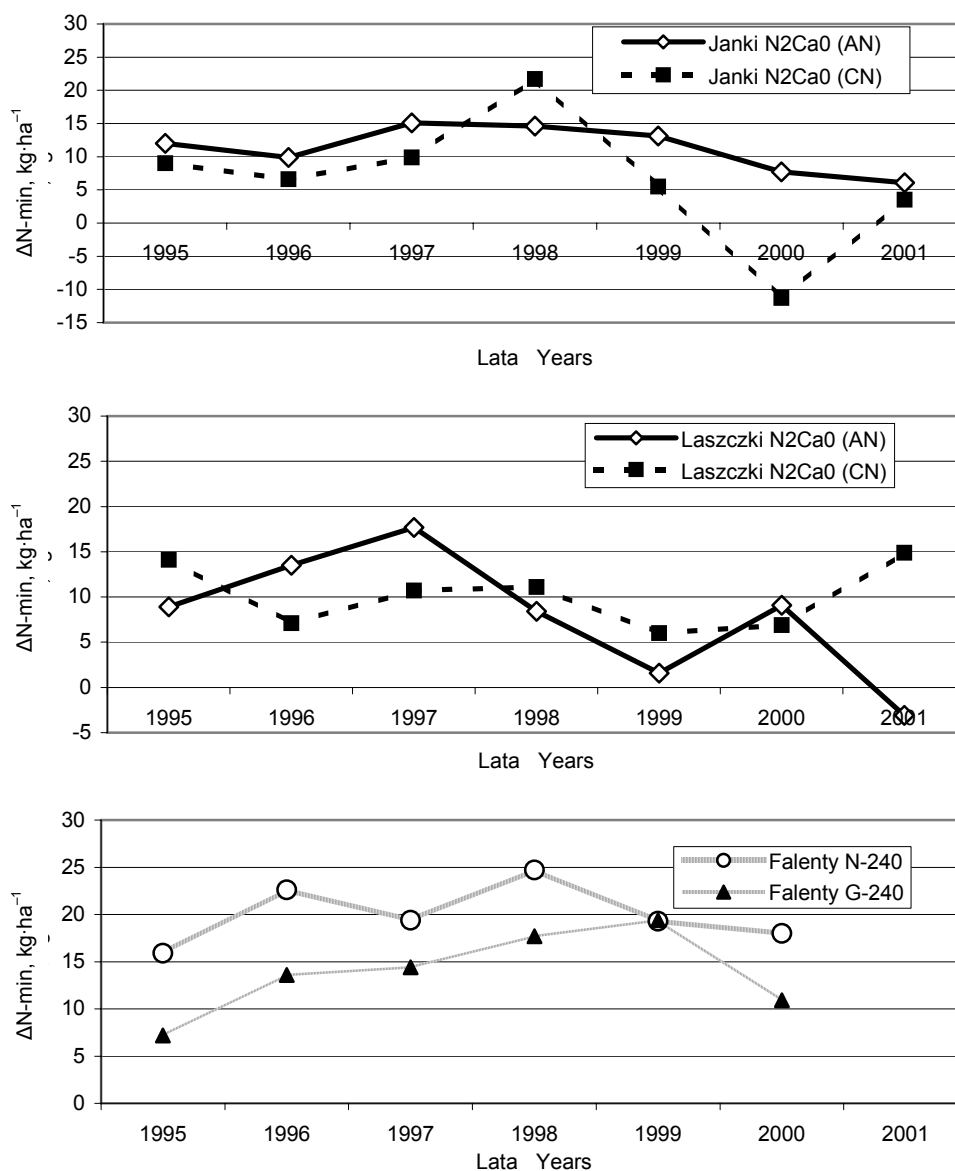 30
25
20
15
10
5
0
-5
-10
-15
ΔN-min, kg·ha⁻¹
Janki N2Ca0 (AN)
Janki N2Ca0 (CN)
1995 1996 1997 1998 1999 2000 2001
Lata Years
30
25
20
15
10
5
0
-5
ΔN-min, kg·ha⁻¹
Laszczki N2Ca0 (AN)
Laszczki N2Ca0 (CN)
1995 1996 1997 1998 1999 2000 2001
Lata Years
30
25
20
15
10
5
0
ΔN-min, kg·ha⁻¹
Falenty N-240
Falenty G-240
1995 1996 1997 1998 1999 2000 2001
Lata Years